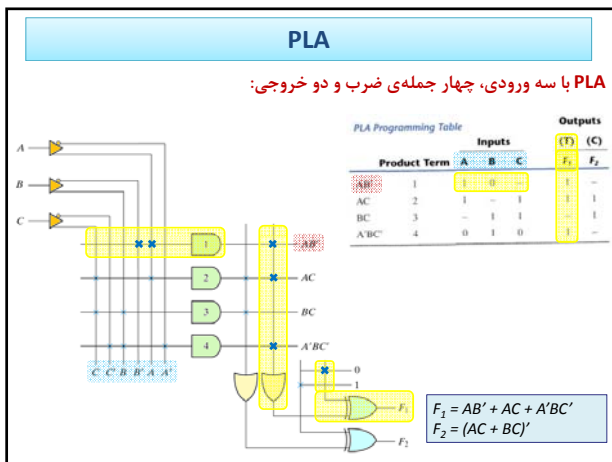 PLA
PLA با سه ورودی، چهار جمله‌ی ضرب و دو خروجی:
PLA Programming Table
Outputs
Inputs (T) (C)
Product Term A B C F₁ F₂
AB' 1 1 0 – 1 –
AC 2 1 – 1 1 1
BC 3 – 1 1 – 1
A'BC' 4 0 1 0 1 –
A
B
C
1 AB'
2 AC
3 BC
4 A'BC'
C C' B B' A A'
0
1
F₁
F₂
F₁ = AB' + AC + A'BC'
F₂ = (AC + BC)'